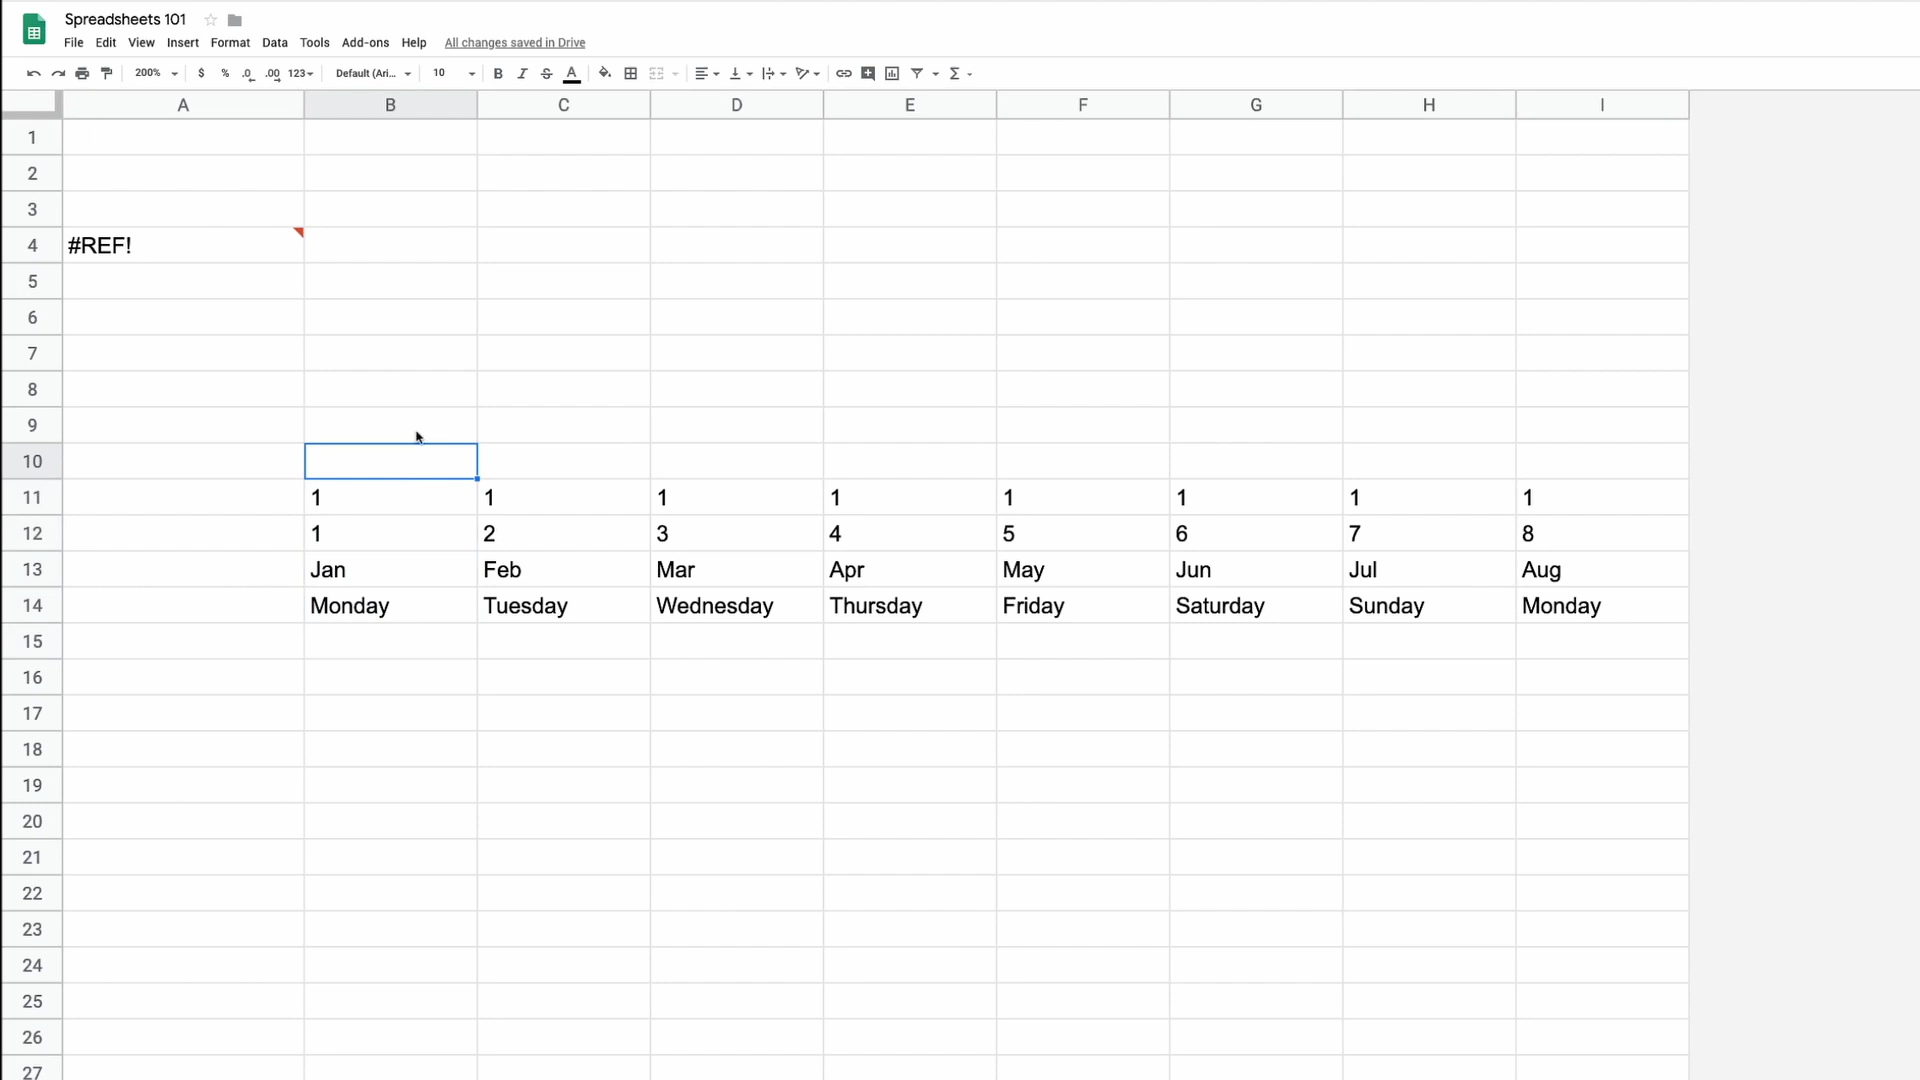 Spreadsheets 101
File Edit View Insert Format Data Tools Add-ons Help All changes saved in Drive
200% $ % .0 .00 123 Default (Ari... 10 B I S A Σ
A B C D E F G H I
1
2
3
4 #REF!
5
6
7
8
9
10
11 1 1 1 1 1 1 1 1
12 1 2 3 4 5 6 7 8
13 Jan Feb Mar Apr May Jun Jul Aug
14 Monday Tuesday Wednesday Thursday Friday Saturday Sunday Monday
15
16
17
18
19
20
21
22
23
24
25
26
27